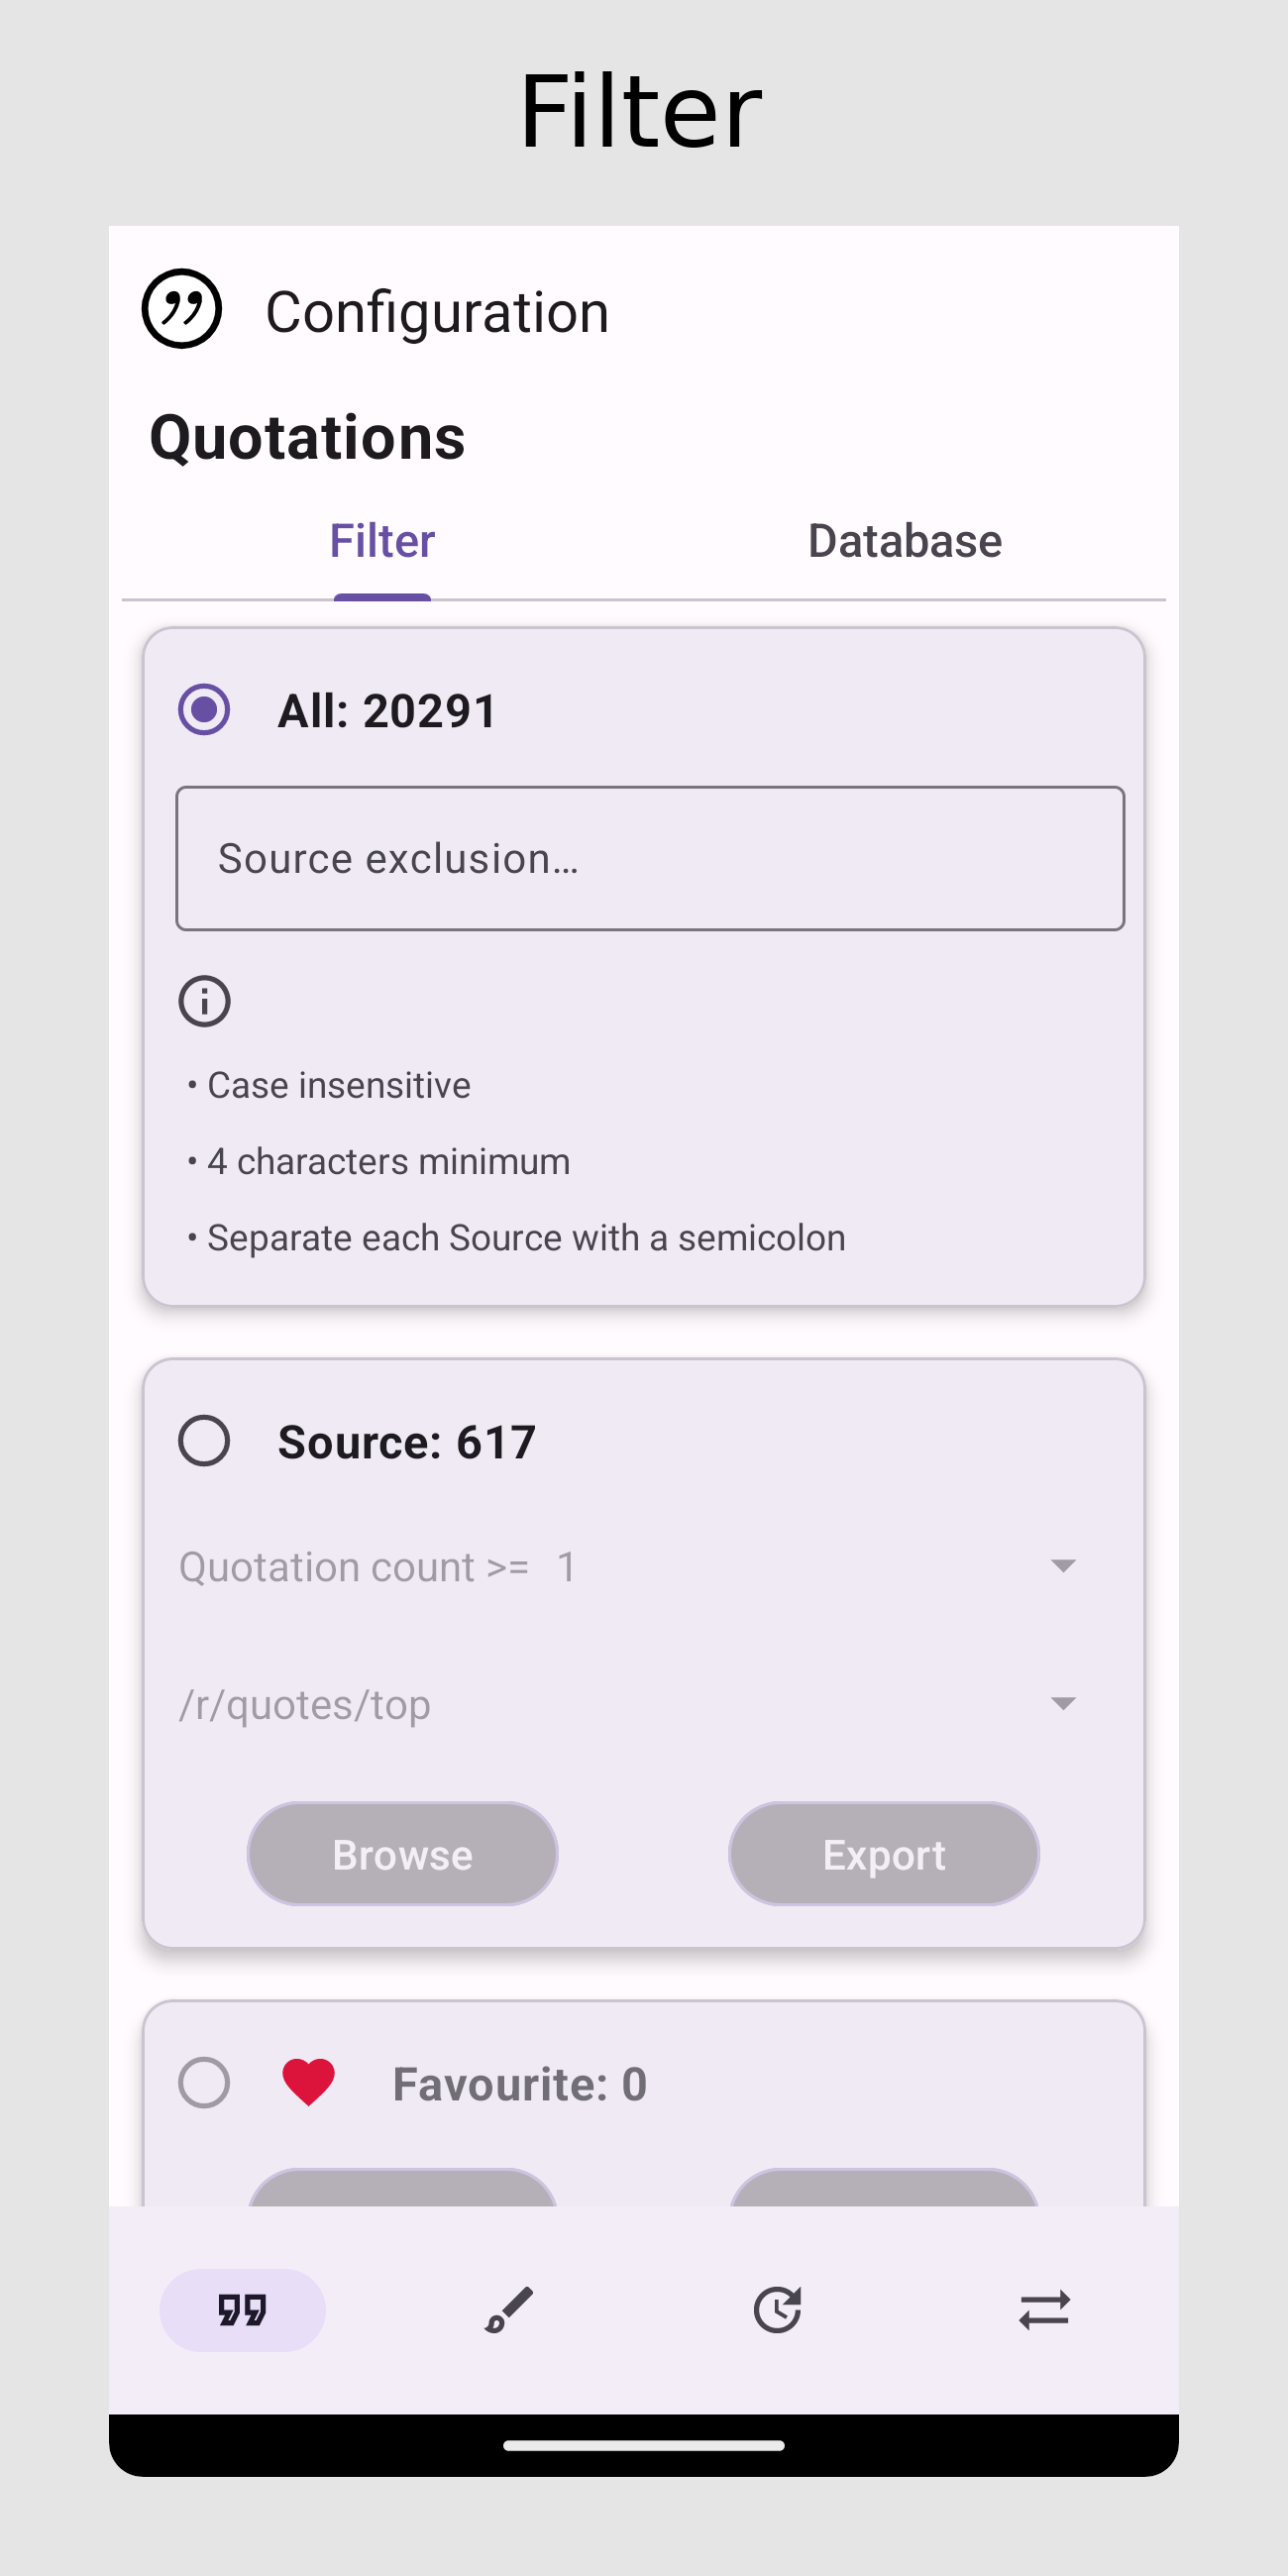 Filter
Configuration
Quotations
Filter
Database
All: 20291
Source exclusion…
• Case insensitive
• 4 characters minimum
• Separate each Source with a semicolon
Source: 617
Quotation count >= 1
/r/quotes/top
Browse
Export
Favourite: 0